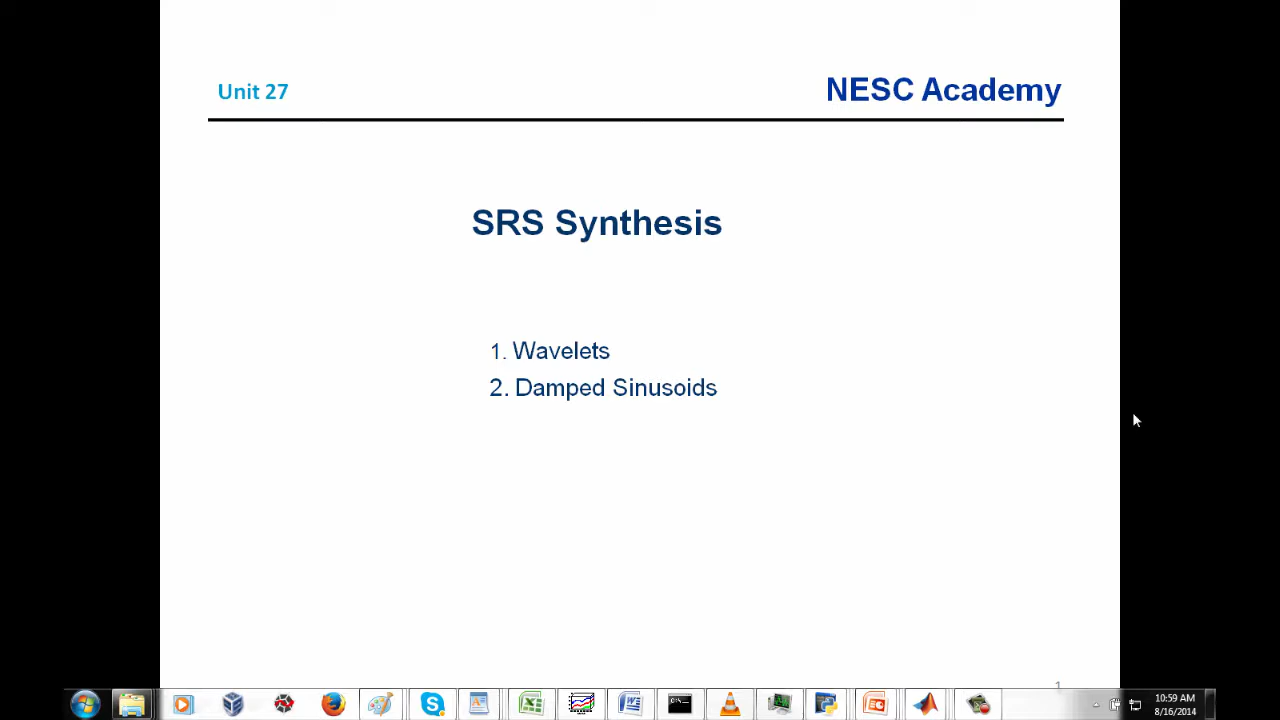 Unit 27
NESC Academy
SRS Synthesis
1. Wavelets
2. Damped Sinusoids
1
10:59 AM
8/16/2014